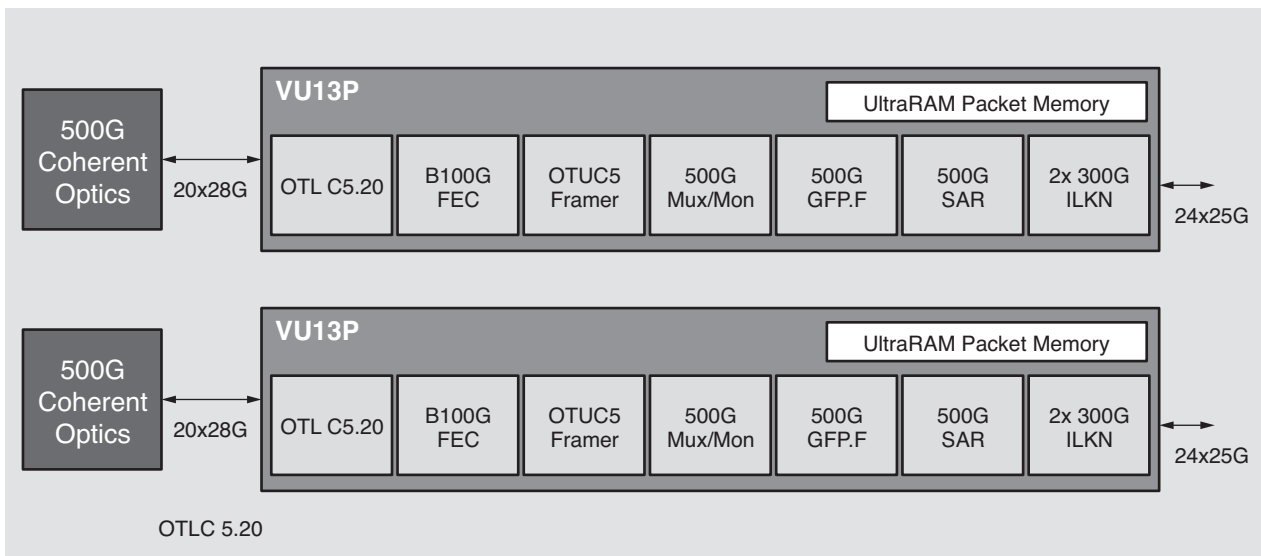 VU13P
UltraRAM Packet Memory
500G
Coherent
Optics
20x28G
OTL C5.20
B100G
FEC
OTUC5
Framer
500G
Mux/Mon
500G
GFP.F
500G
SAR
2x 300G
ILKN
24x25G
VU13P
UltraRAM Packet Memory
500G
Coherent
Optics
20x28G
OTL C5.20
B100G
FEC
OTUC5
Framer
500G
Mux/Mon
500G
GFP.F
500G
SAR
2x 300G
ILKN
24x25G
OTLC 5.20